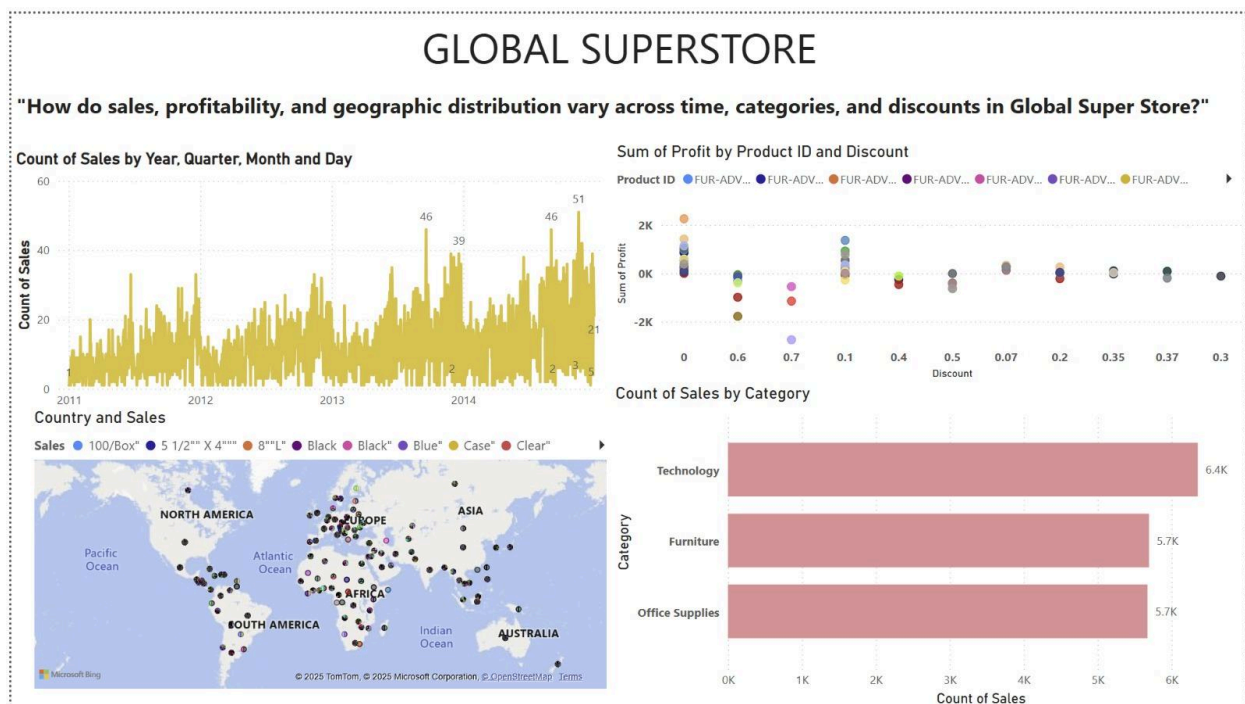 GLOBAL SUPERSTORE
"How do sales, profitability, and geographic distribution vary across time, categories, and discounts in Global Super Store?"
Count of Sales by Year, Quarter, Month and Day
Count of Sales
60
40
20
0
46
39
46
51
1
2
2
3
21
5
2011
2012
2013
2014
Sum of Profit by Product ID and Discount
Product ID FUR-ADV... FUR-ADV... FUR-ADV... FUR-ADV... FUR-ADV... FUR-ADV... FUR-ADV...
Sum of Profit
2K
0K
-2K
0 0.6 0.7 0.1 0.4 0.5 0.07 0.2 0.35 0.37 0.3
Discount
Country and Sales
Sales 100/Box" 5 1/2"" X 4""" 8""L" Black Black" Blue" Case" Clear"
NORTH AMERICA
EUROPE
ASIA
Pacific
Ocean
Atlantic
Ocean
AFRICA
SOUTH AMERICA
Indian
Ocean
AUSTRALIA
Microsoft Bing
© 2025 TomTom, © 2025 Microsoft Corporation, © OpenStreetMap Terms
Count of Sales by Category
Category
Technology 6.4K
Furniture 5.7K
Office Supplies 5.7K
0K 1K 2K 3K 4K 5K 6K
Count of Sales